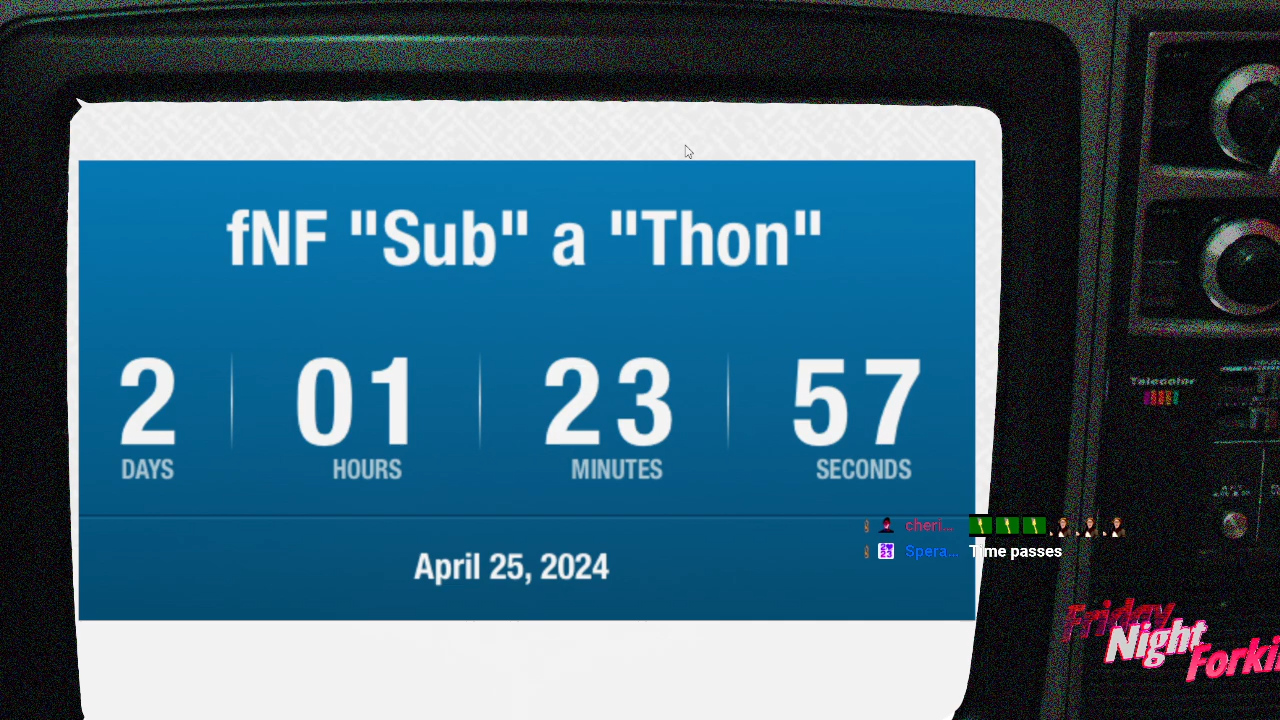 fNF "Sub" a "Thon"
2 01 23 57
DAYS HOURS MINUTES SECONDS
April 25, 2024
cheri...
Spera... Time passes
Telecolor
Friday
Night
Forki